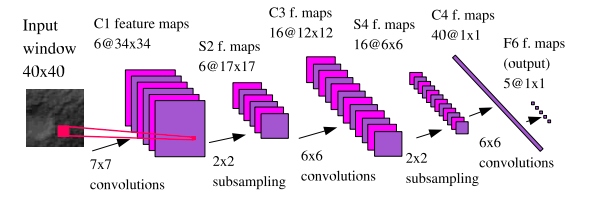 Input
window
40x40
C1 feature maps
6@34x34
S2 f. maps
6@17x17
C3 f. maps
16@12x12
S4 f. maps
16@6x6
C4 f. maps
40@1x1
F6 f. maps
(output)
5@1x1
7x7
convolutions
2x2
subsampling
6x6
convolutions
2x2
subsampling
6x6
convolutions